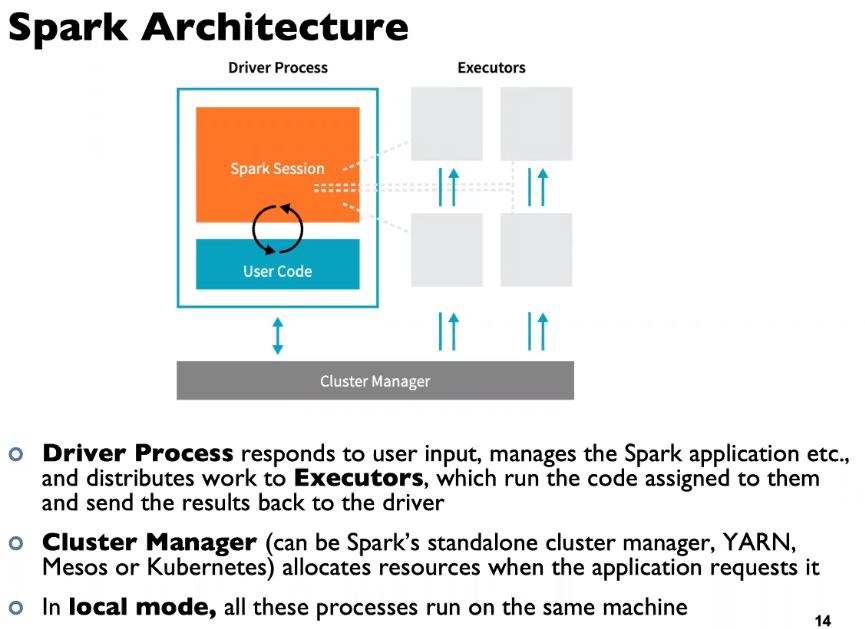 Spark Architecture
Driver Process
Executors
Spark Session
User Code
Cluster Manager
Driver Process responds to user input, manages the Spark application etc.,
and distributes work to Executors, which run the code assigned to them
and send the results back to the driver
Cluster Manager (can be Spark's standalone cluster manager, YARN,
Mesos or Kubernetes) allocates resources when the application requests it
In local mode, all these processes run on the same machine
14